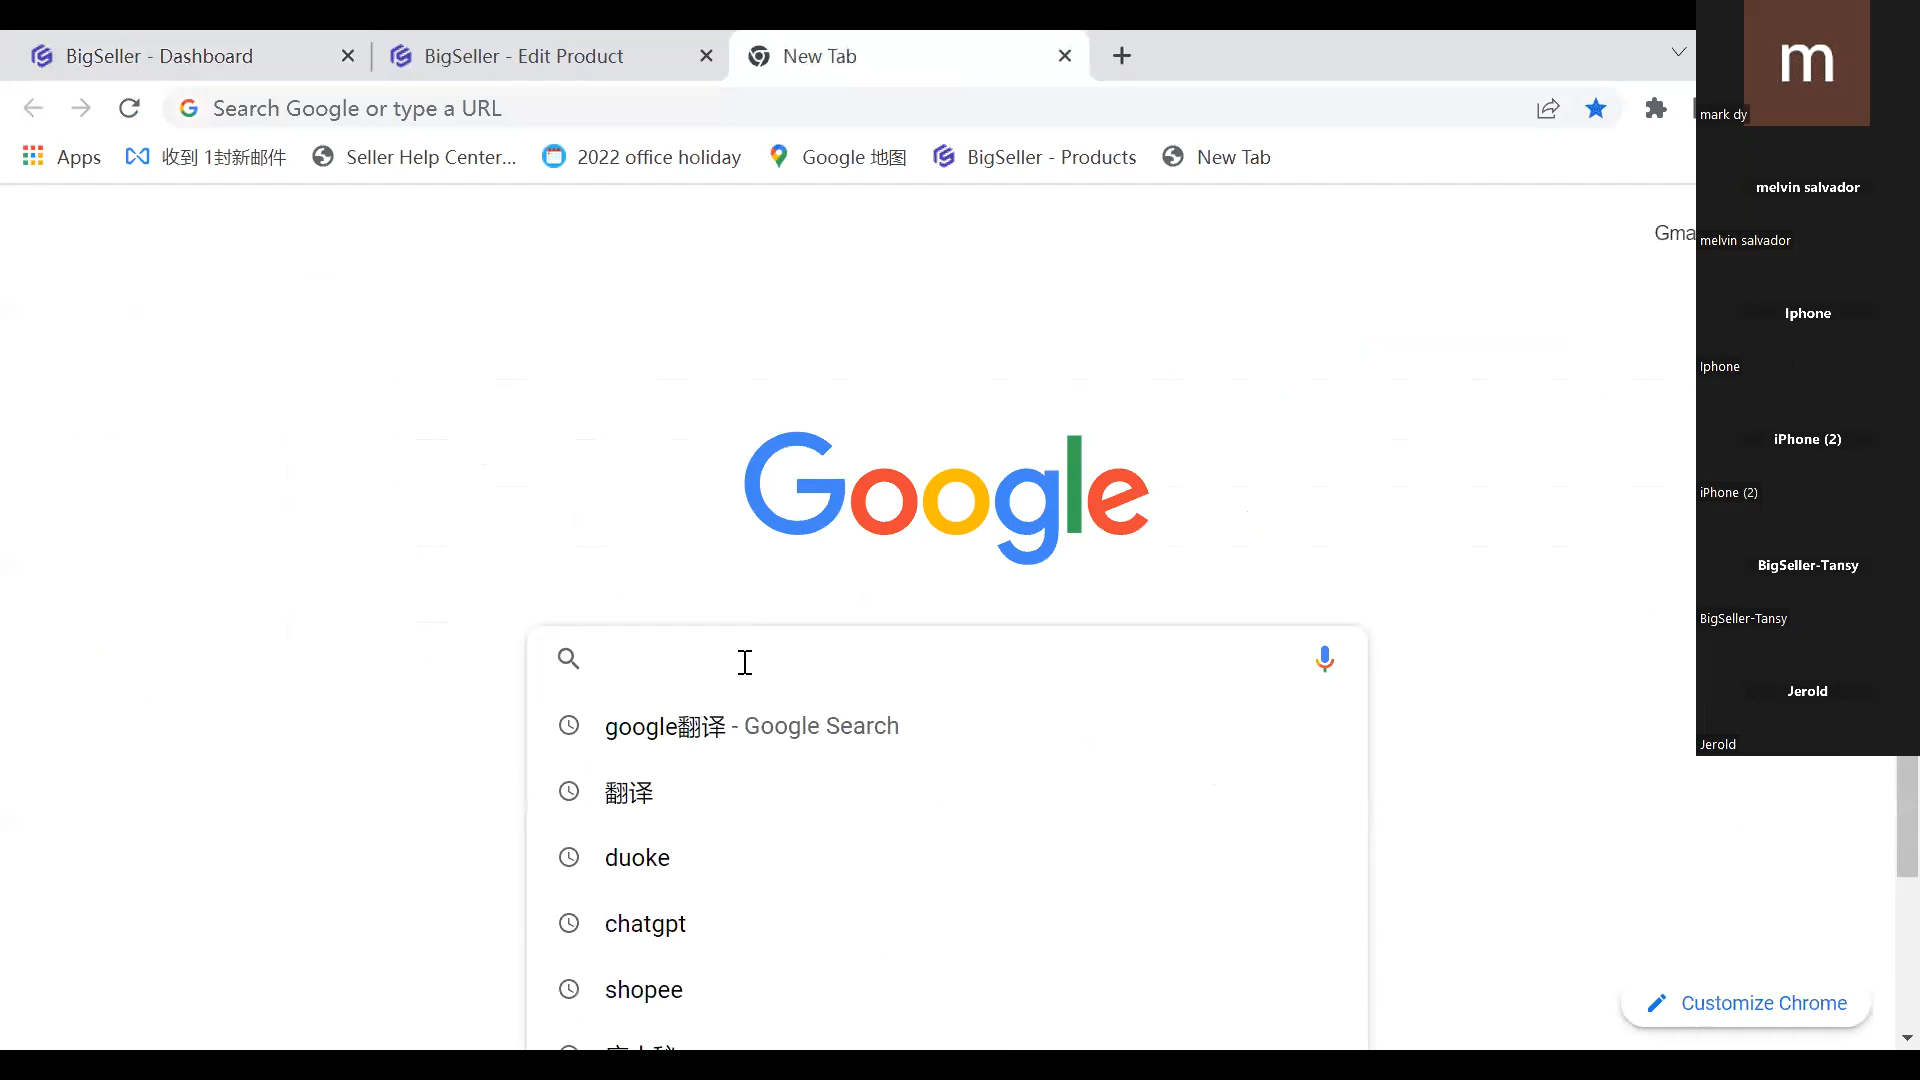 BigSeller - Dashboard
BigSeller - Edit Product
New Tab
Search Google or type a URL
Apps
收到 1封新邮件
Seller Help Center...
2022 office holiday
Google 地图
BigSeller - Products
New Tab
Gma
Google
google翻译 - Google Search
翻译
duoke
chatgpt
shopee
Customize Chrome
m
mark dy
melvin salvador
melvin salvador
Iphone
Iphone
iPhone (2)
iPhone (2)
BigSeller-Tansy
BigSeller-Tansy
Jerold
Jerold